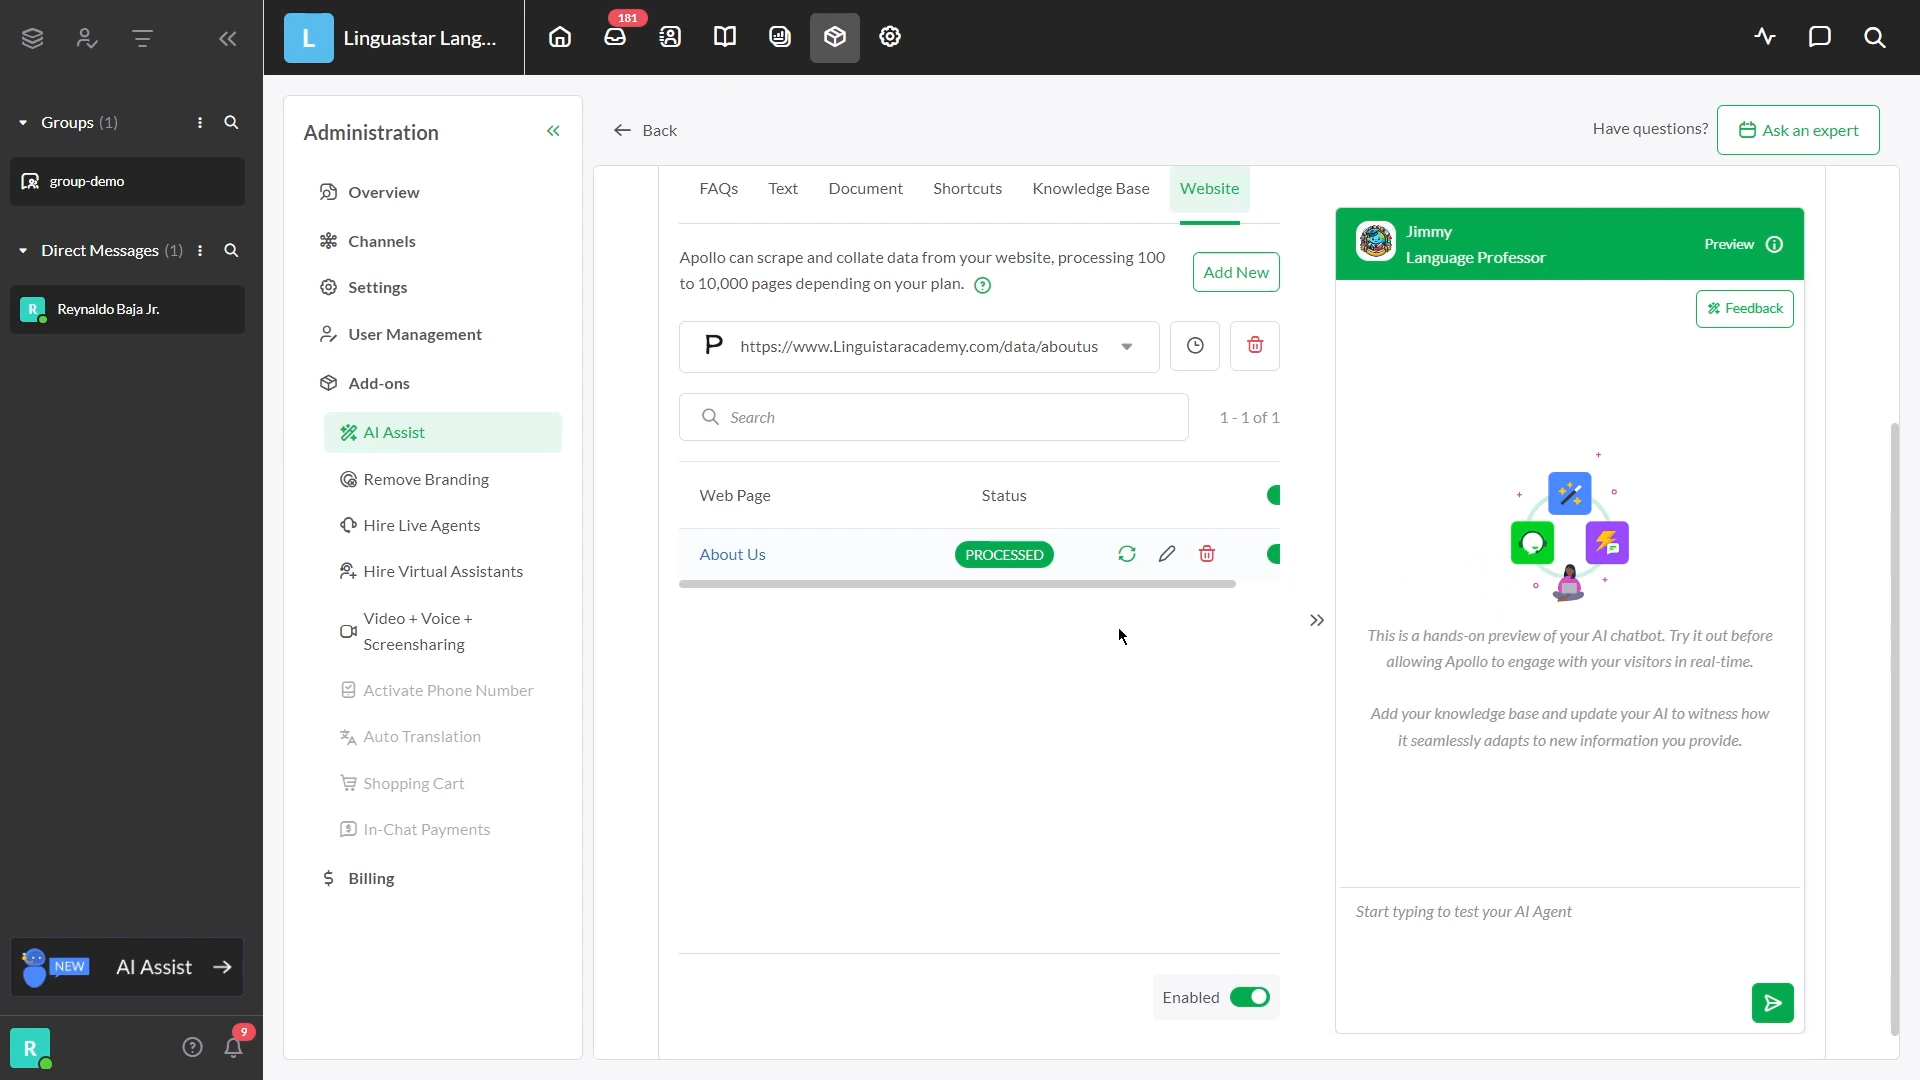 L
Linguastar Lang...
181
Groups (1)
group-demo
Direct Messages (1)
R
Reynaldo Baja Jr.
NEW
AI Assist
R
9
Administration
Overview
Channels
Settings
User Management
Add-ons
AI Assist
Remove Branding
Hire Live Agents
Hire Virtual Assistants
Video + Voice +
Screensharing
Activate Phone Number
Auto Translation
Shopping Cart
In-Chat Payments
Billing
Back
Have questions?
Ask an expert
FAQs
Text
Document
Shortcuts
Knowledge Base
Website
Apollo can scrape and collate data from your website, processing 100
to 10,000 pages depending on your plan.
Add New
https://www.Linguistaracademy.com/data/aboutus
Search
1 - 1 of 1
Web Page
Status
About Us
PROCESSED
Enabled
Jimmy
Language Professor
Preview
Feedback
This is a hands-on preview of your AI chatbot. Try it out before
allowing Apollo to engage with your visitors in real-time.
Add your knowledge base and update your AI to witness how
it seamlessly adapts to new information you provide.
Start typing to test your AI Agent